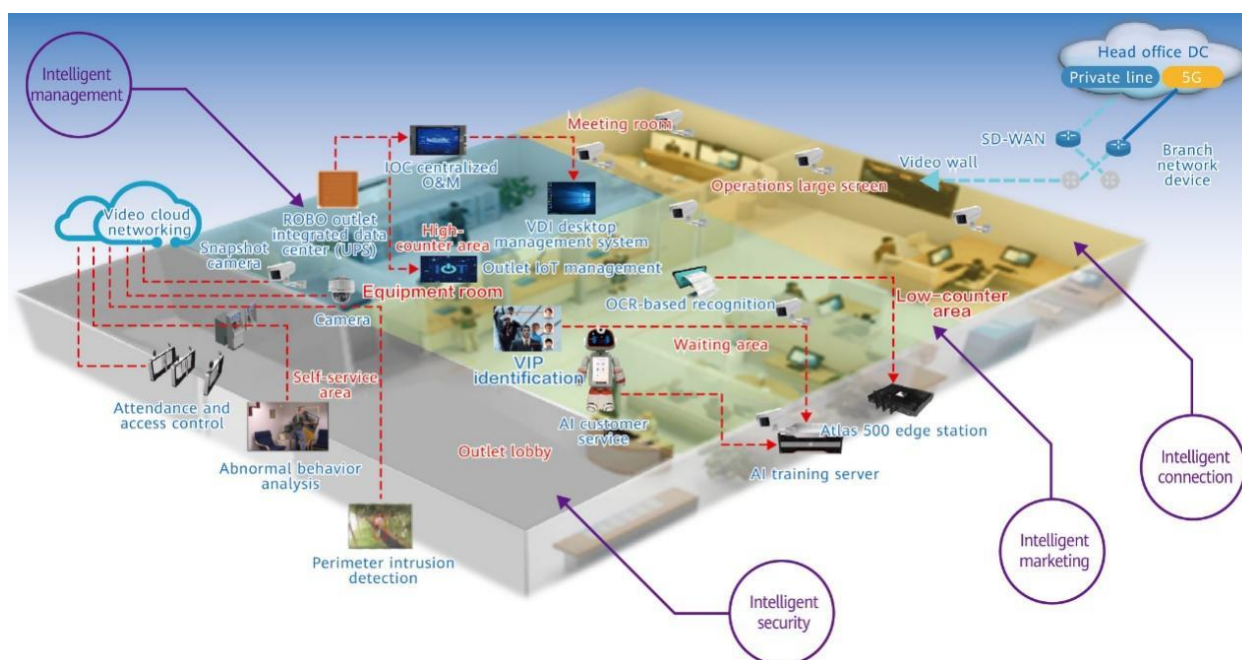 Intelligent
management
Head office DC
Private line
5G
SD-WAN
Branch
network
device
Meeting room
Video wall
IOC centralized
O&M
Operations large screen
Video cloud
networking
ROBO outlet
integrated data
center (UPS)
High-
counter area
VDI desktop
management system
Snapshot
camera
IOT
Outlet IoT management
Equipment room
OCR-based recognition
Low-counter
area
Camera
VIP
identification
Waiting area
Self-service
area
Attendance and
access control
AI customer
service
Atlas 500 edge station
Abnormal behavior
analysis
Outlet lobby
AI training server
Intelligent
connection
Perimeter intrusion
detection
Intelligent
marketing
Intelligent
security